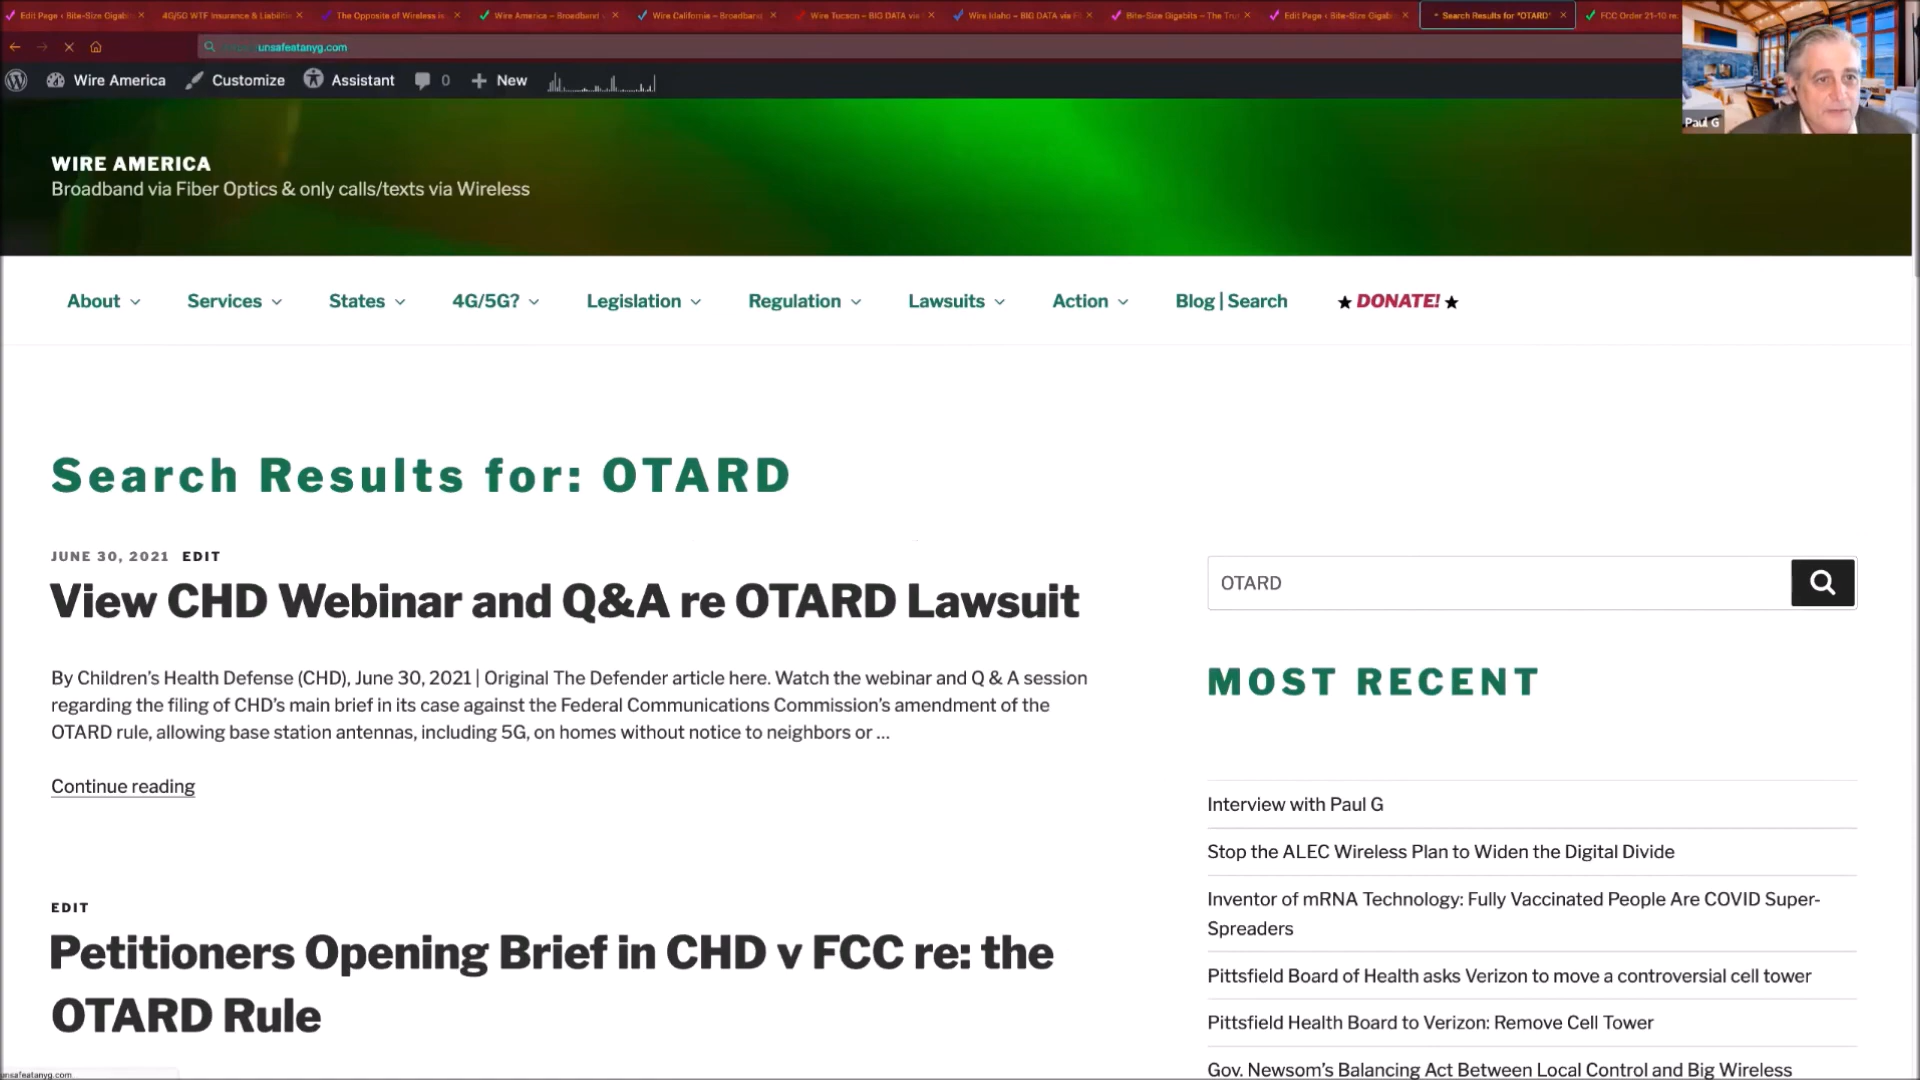 Edit Page ‹ Bite-Size Gigab
4G/5G WTF Insurance & Liabilitie
The Opposite of Wireless is
Wire America – Broadband
Wire California – Broadband
Wire Tucson – BIG DATA via
Wire Idaho – BIG DATA via Fi
Bite-Size Gigabits – The Tru
Edit Page ‹ Bite-Size Gigab
Search Results for "OTARD"
FCC Order 21-10 re:
unsafeatanyg.com
Wire America
Customize
Assistant
0
New
Paul G
WIRE AMERICA
Broadband via Fiber Optics & only calls/texts via Wireless
About
Services
States
4G/5G?
Legislation
Regulation
Lawsuits
Action
Blog | Search
★ DONATE! ★
Search Results for: OTARD
JUNE 30, 2021 EDIT
View CHD Webinar and Q&A re OTARD Lawsuit
By Children's Health Defense (CHD), June 30, 2021 | Original The Defender article here. Watch the webinar and Q & A session
regarding the filing of CHD's main brief in its case against the Federal Communications Commission's amendment of the
OTARD rule, allowing base station antennas, including 5G, on homes without notice to neighbors or ...
Continue reading
EDIT
Petitioners Opening Brief in CHD v FCC re: the
OTARD Rule
OTARD
MOST RECENT
Interview with Paul G
Stop the ALEC Wireless Plan to Widen the Digital Divide
Inventor of mRNA Technology: Fully Vaccinated People Are COVID Super-
Spreaders
Pittsfield Board of Health asks Verizon to move a controversial cell tower
Pittsfield Health Board to Verizon: Remove Cell Tower
Gov. Newsom's Balancing Act Between Local Control and Big Wireless
unsafeatanyg.com